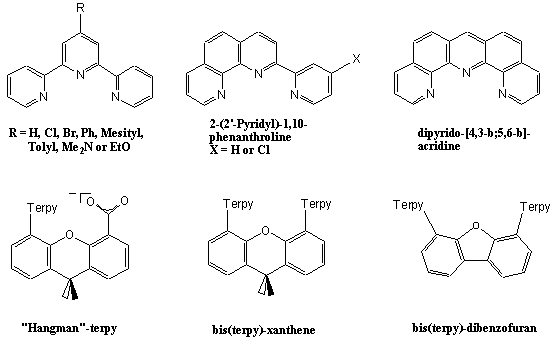 R
N
N
N
R = H, Cl, Br, Ph, Mesityl,
Tolyl, Me2N or EtO
X
N
N
N
2-(2'-Pyridyl)-1,10-
phenanthroline
X = H or Cl
N
N
N
dipyrido-[4,3-b;5,6-b]-
acridine
Terpy
−
O
O
O
"Hangman"-terpy
Terpy
Terpy
O
bis(terpy)-xanthene
Terpy
Terpy
O
bis(terpy)-dibenzofuran